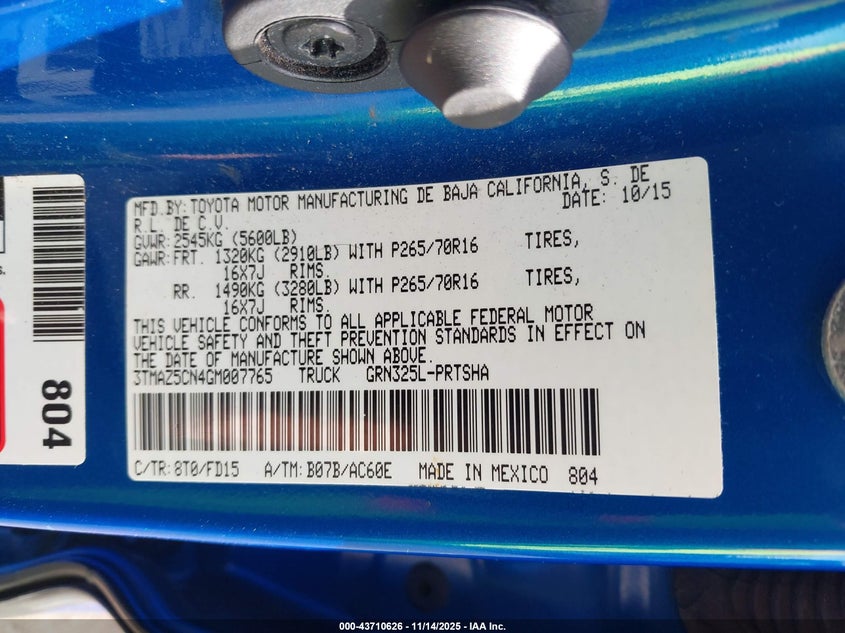 MFD.BY: TOYOTA MOTOR MANUFACTURING DE BAJA CALIFORNIA, S. DE
R.L. DE C.V. DATE: 10/15
GVWR: 2545KG (5600LB)
GAWR: FRT. 1320KG (2910LB) WITH P265/70R16 TIRES,
16X7J RIMS.
RR. 1490KG (3280LB) WITH P265/70R16 TIRES,
16X7J RIMS.
THIS VEHICLE CONFORMS TO ALL APPLICABLE FEDERAL MOTOR
VEHICLE SAFETY AND THEFT PREVENTION STANDARDS IN EFFECT ON
THE DATE OF MANUFACTURE SHOWN ABOVE.
3TMAZ5CN4GM007765 TRUCK GRN325L-PRTSHA
C/TR: 8T0/FD15 A/TM: B07B/AC60E MADE IN MEXICO 804
804
000-43710626 - 11/14/2025 - IAA Inc.